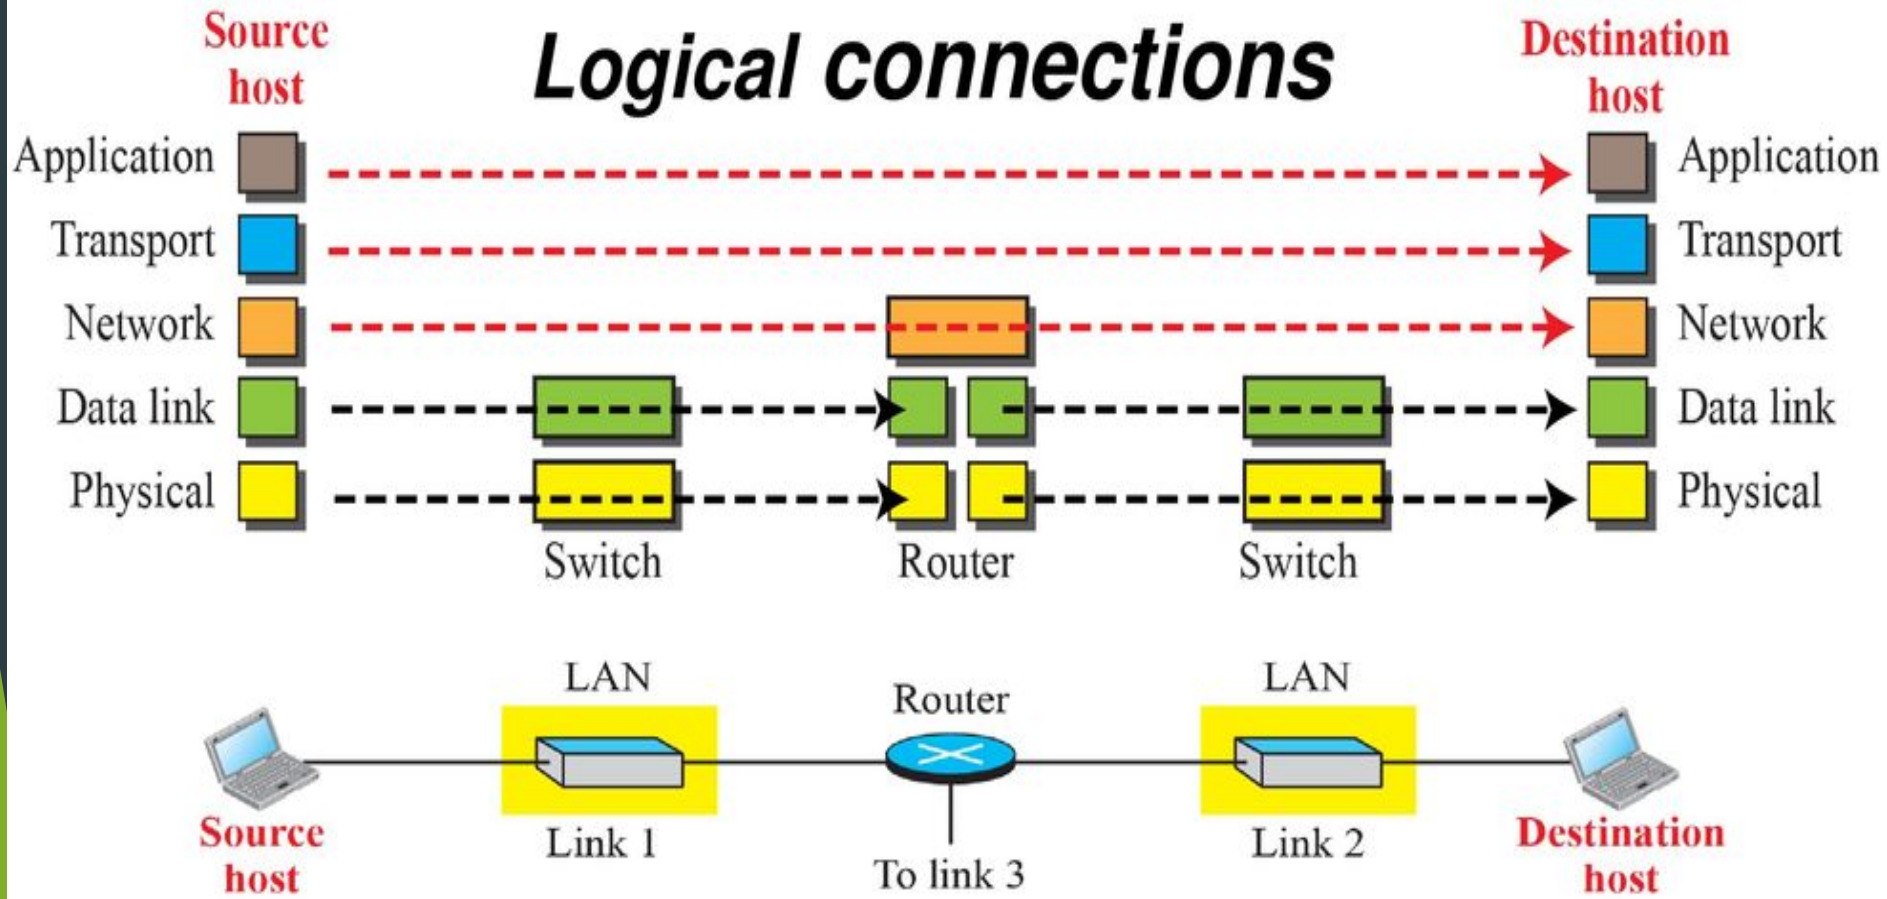 Source
host
Logical connections
Destination
host
Application
Application
Transport
Transport
Network
Network
Data link
Data link
Physical
Physical
Switch
Router
Switch
LAN
Router
LAN
Source
host
Link 1
To link 3
Link 2
Destination
host